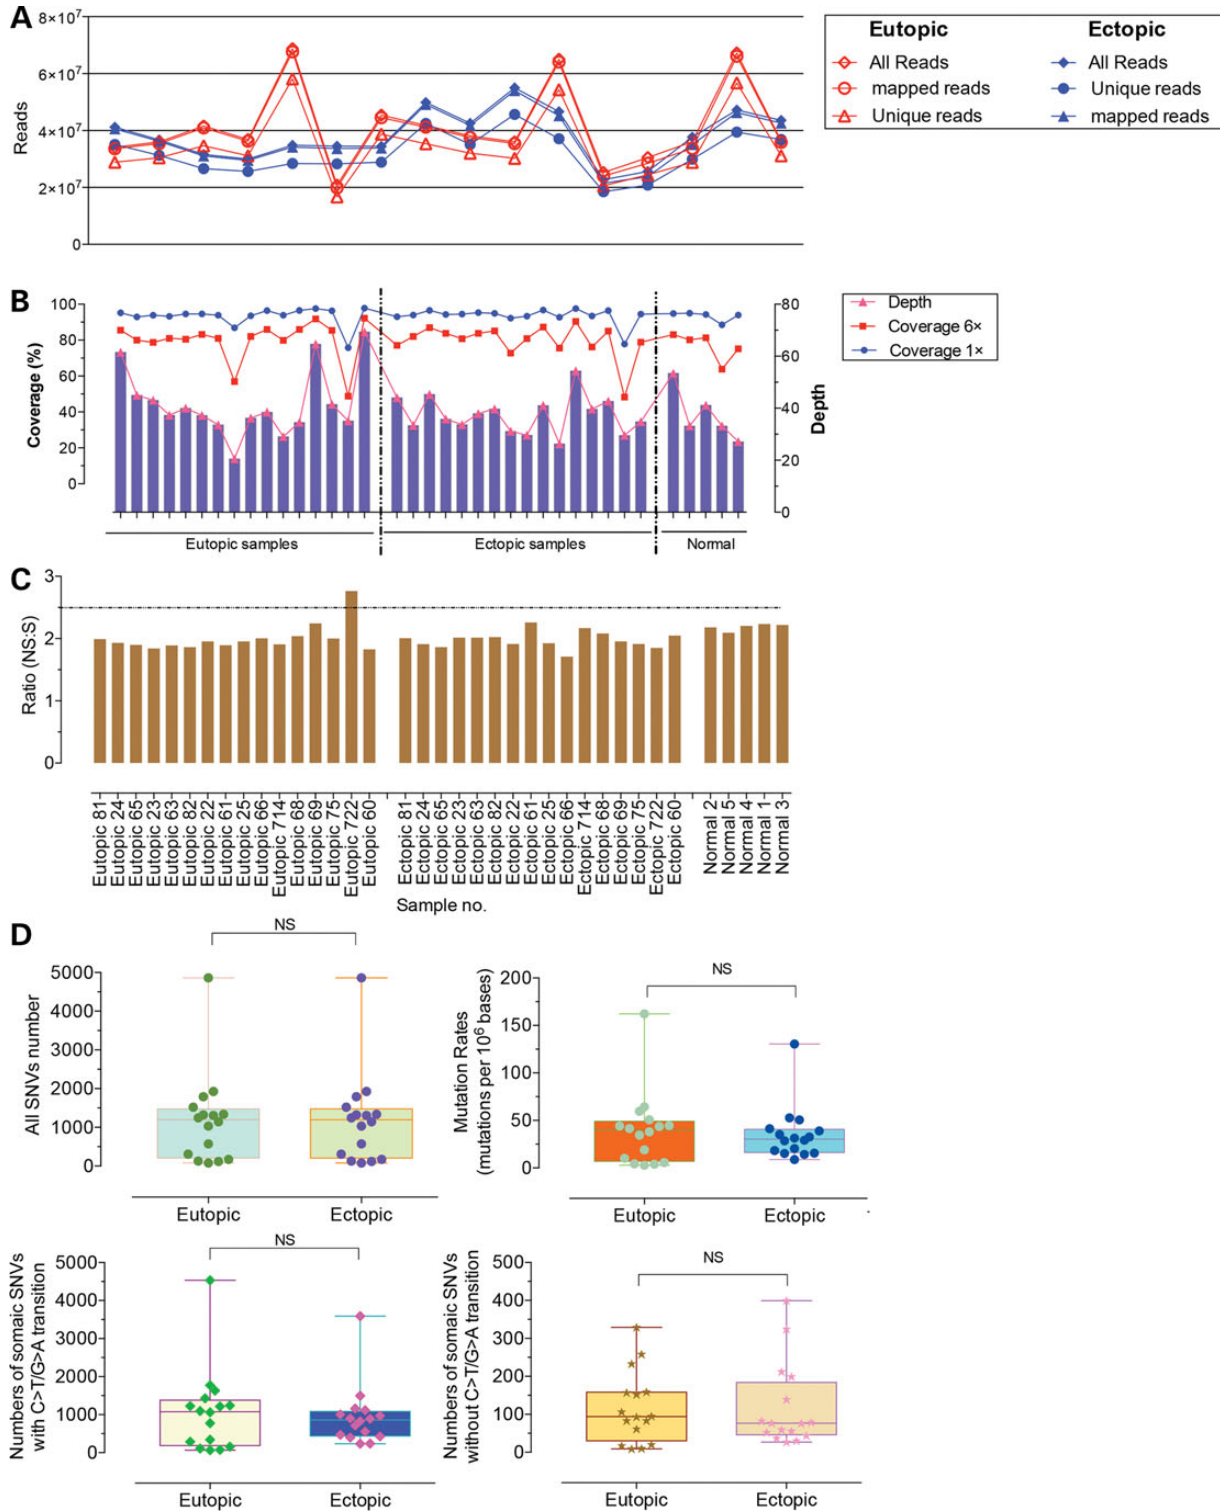 A
8×10⁷
6×10⁷
4×10⁷
2×10⁷
0
Reads
Eutopic
Ectopic
All Reads
All Reads
mapped reads
Unique reads
Unique reads
mapped reads
B
100
80
60
40
20
0
Coverage (%)
80
60
40
20
0
Depth
Depth
Coverage 6×
Coverage 1×
Eutopic samples
Ectopic samples
Normal
C
3
2
1
0
Ratio (NS:S)
Eutopic 81
Eutopic 24
Eutopic 65
Eutopic 23
Eutopic 63
Eutopic 82
Eutopic 22
Eutopic 61
Eutopic 25
Eutopic 66
Eutopic 714
Eutopic 68
Eutopic 69
Eutopic 75
Eutopic 722
Eutopic 60
Ectopic 81
Ectopic 24
Ectopic 65
Ectopic 23
Ectopic 63
Ectopic 82
Ectopic 22
Ectopic 61
Ectopic 25
Ectopic 66
Ectopic 714
Ectopic 68
Ectopic 69
Ectopic 75
Ectopic 722
Ectopic 60
Normal 2
Normal 5
Normal 4
Normal 1
Normal 3
Sample no.
D
NS
5000
4000
3000
2000
1000
0
All SNVs number
Eutopic
Ectopic
NS
200
150
100
50
0
Mutation Rates
(mutations per 10⁶ bases)
Eutopic
Ectopic
NS
5000
4000
3000
2000
1000
0
Numbers of somaic SNVs
with C>T/G>A transition
Eutopic
Ectopic
NS
500
400
300
200
100
0
Numbers of somaic SNVs
without C>T/G>A transition
Eutopic
Ectopic